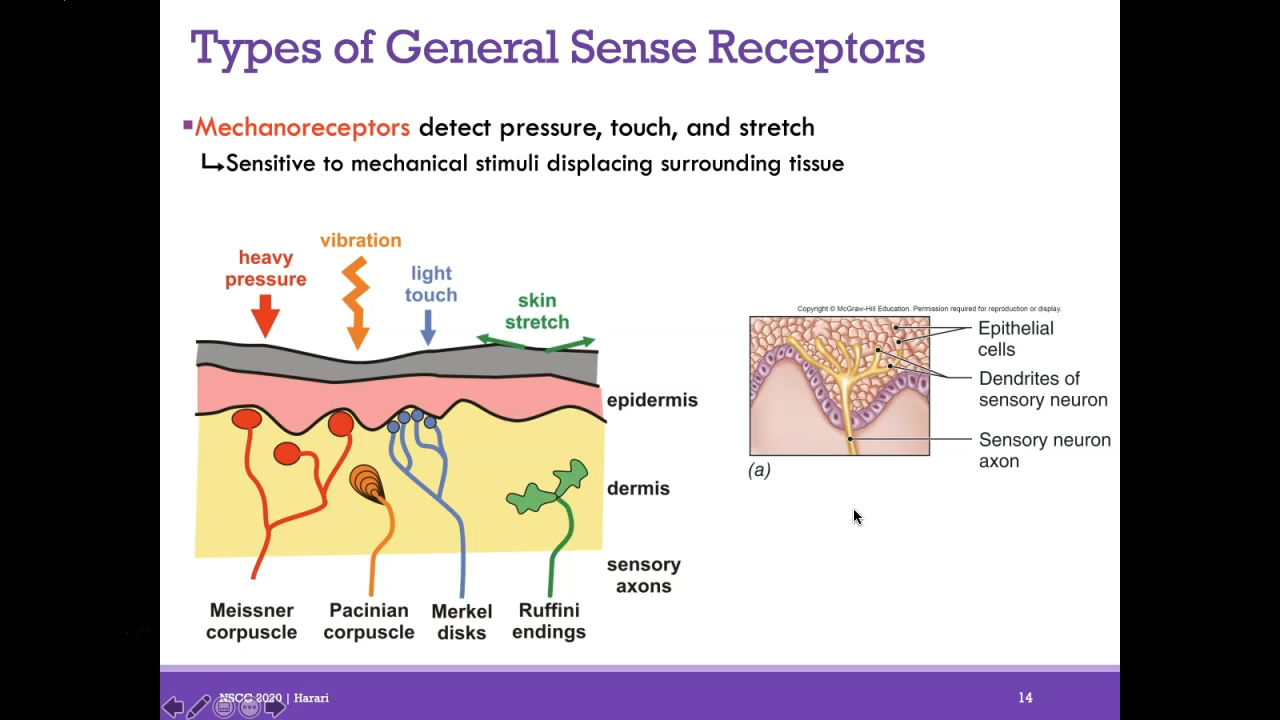 Types of General Sense Receptors
Mechanoreceptors detect pressure, touch, and stretch
Sensitive to mechanical stimuli displacing surrounding tissue
vibration
heavy
pressure
light
touch
skin
stretch
epidermis
dermis
sensory
axons
Meissner
corpuscle
Pacinian
corpuscle
Merkel
disks
Ruffini
endings
Copyright © McGraw-Hill Education. Permission required for reproduction or display.
Epithelial
cells
Dendrites of
sensory neuron
Sensory neuron
axon
(a)
NSCC 2020 | Harari
14